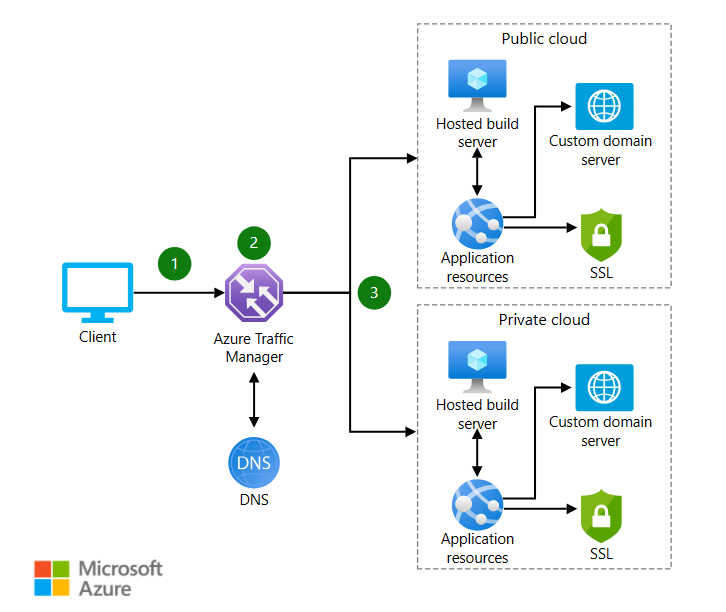 Public cloud
Hosted build
server
Custom domain
server
Application
resources
SSL
1
2
3
Client
Azure Traffic
Manager
DNS
DNS
Private cloud
Hosted build
server
Custom domain
server
Application
resources
SSL
Microsoft
Azure